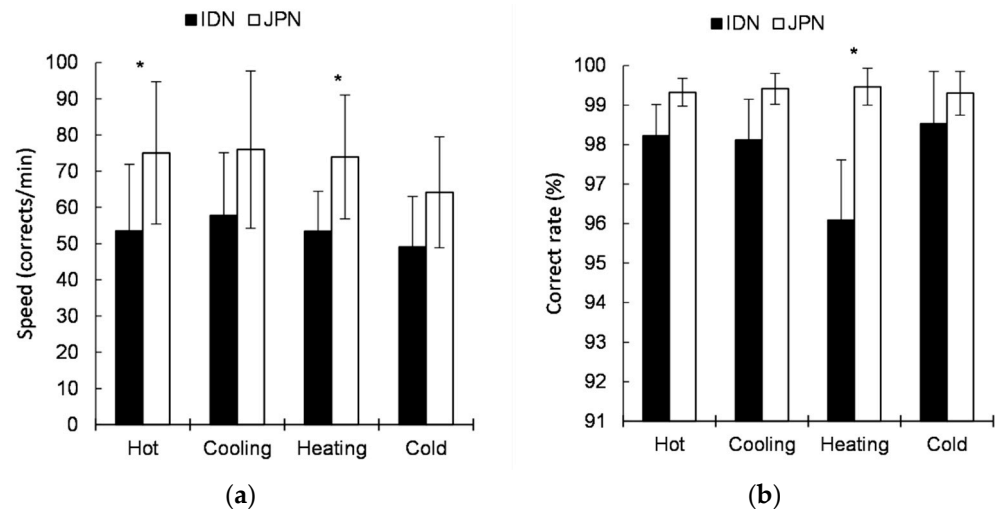 IDN JPN
Speed (corrects/min)
100
90
80
70
60
50
40
30
20
10
0
* *
Hot Cooling Heating Cold
(a)
IDN JPN
Correct rate (%)
100
99
98
97
96
95
94
93
92
91
*
Hot Cooling Heating Cold
(b)